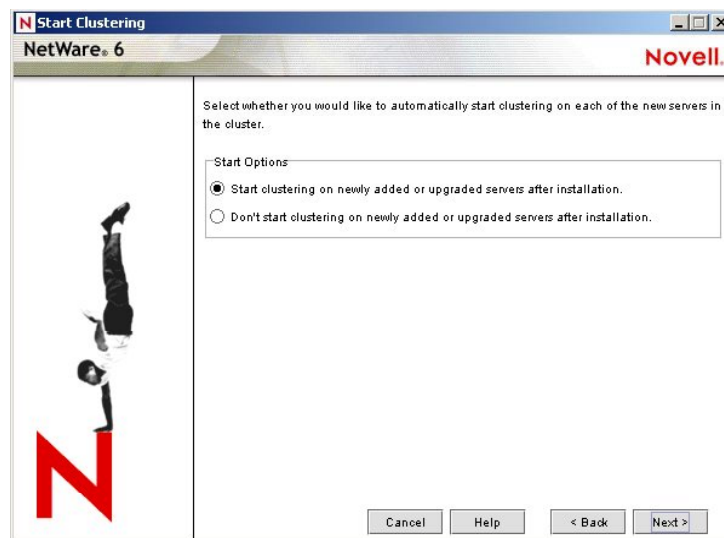 Start Clustering
NetWare® 6
Novell.
Select whether you would like to automatically start clustering on each of the new servers in
the cluster.
Start Options
Start clustering on newly added or upgraded servers after installation.
Don't start clustering on newly added or upgraded servers after installation.
Cancel
Help
< Back
Next >